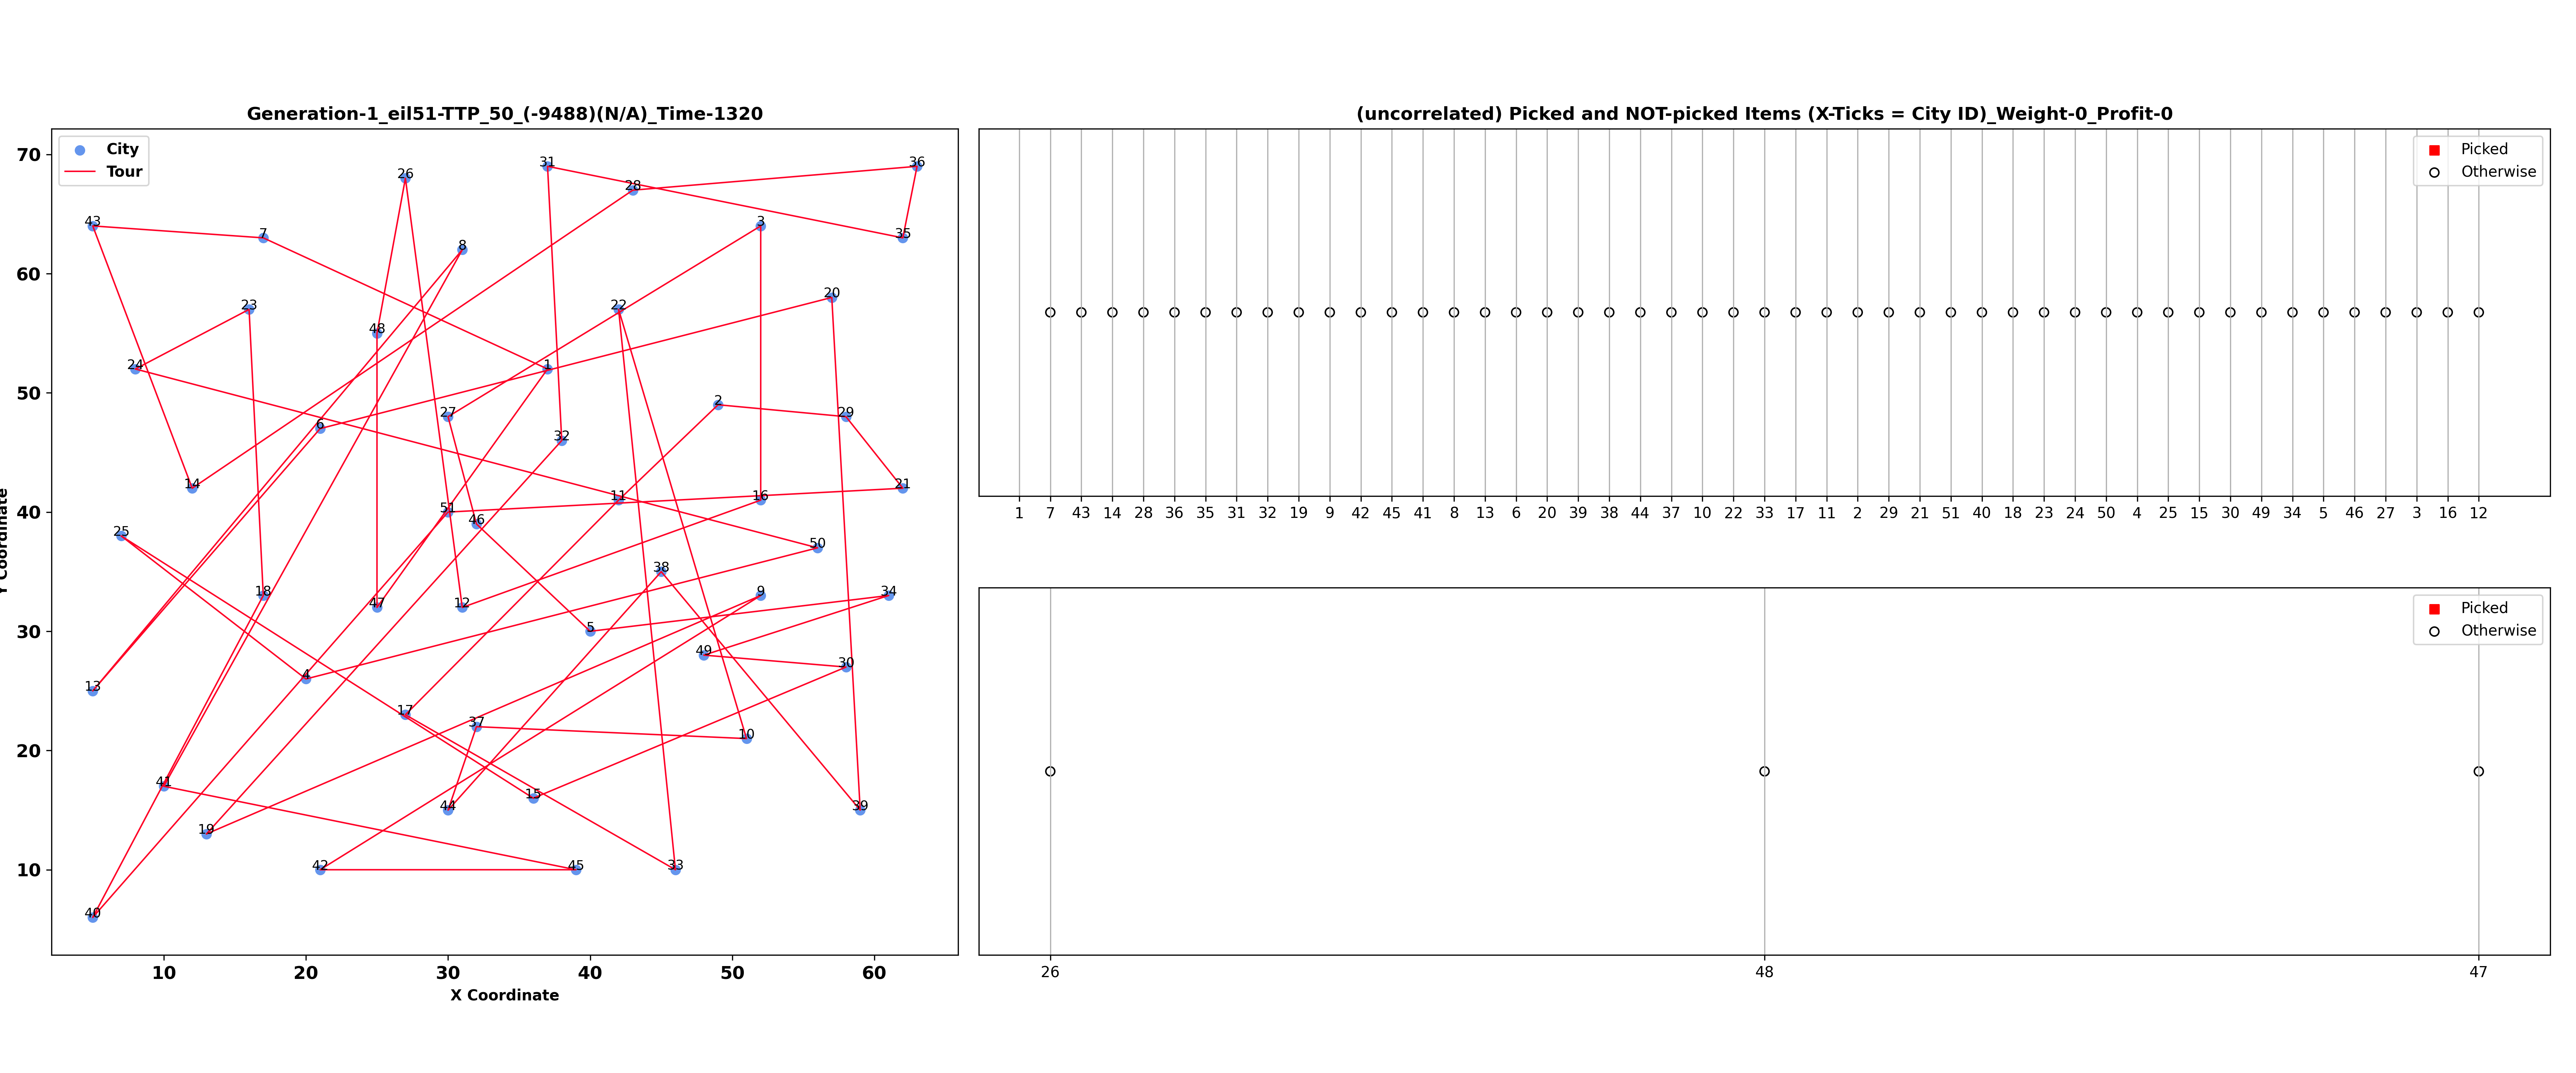 Generation-1_eil51-TTP_50_(-9488)(N/A)_Time-1320
City
Tour
70
60
50
40
30
20
10
Y Coordinate
10 20 30 40 50 60
X Coordinate
31 36
26 28
43 3
7 8 35
23 22 20
48
24 1
2
27 29
6 32
14 21
11 16
51 46
25 50
38
18 47 12 9 34
5
49 30
4
13
17 37
10
41 15
44 39
19
42 45 33
40
(uncorrelated) Picked and NOT-picked Items (X-Ticks = City ID)_Weight-0_Profit-0
Picked
Otherwise
1 7 43 14 28 36 35 31 32 19 9 42 45 41 8 13 6 20 39 38 44 37 10 22 33 17 11 2 29 21 51 40 18 23 24 50 4 25 15 30 49 34 5 46 27 3 16 12
Picked
Otherwise
26 48 47